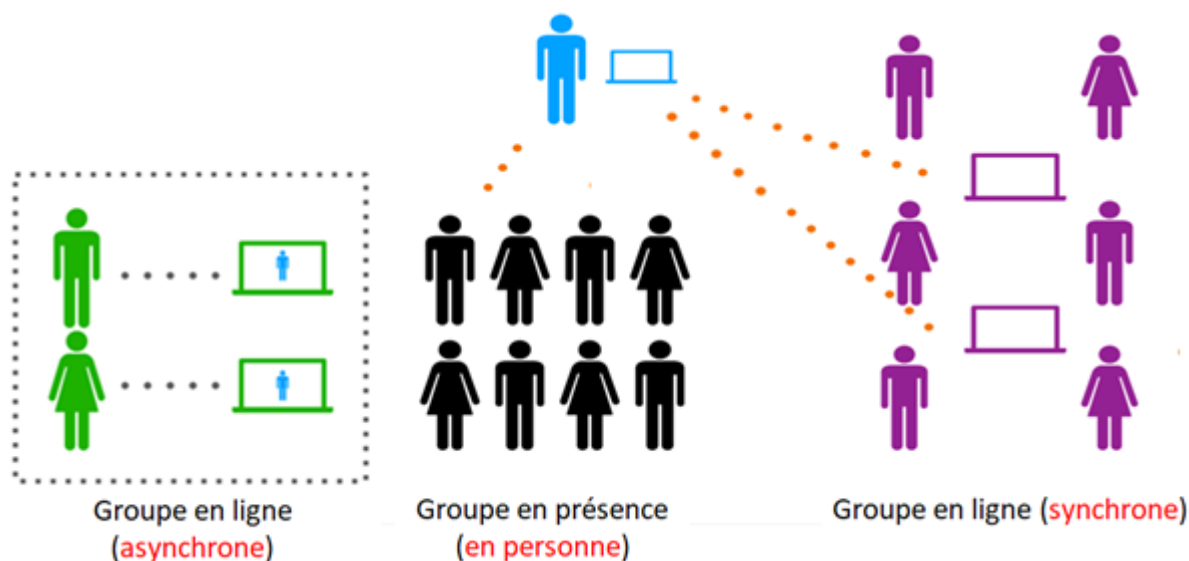 Groupe en ligne
(asynchrone)
Groupe en présence
(en personne)
Groupe en ligne (synchrone)